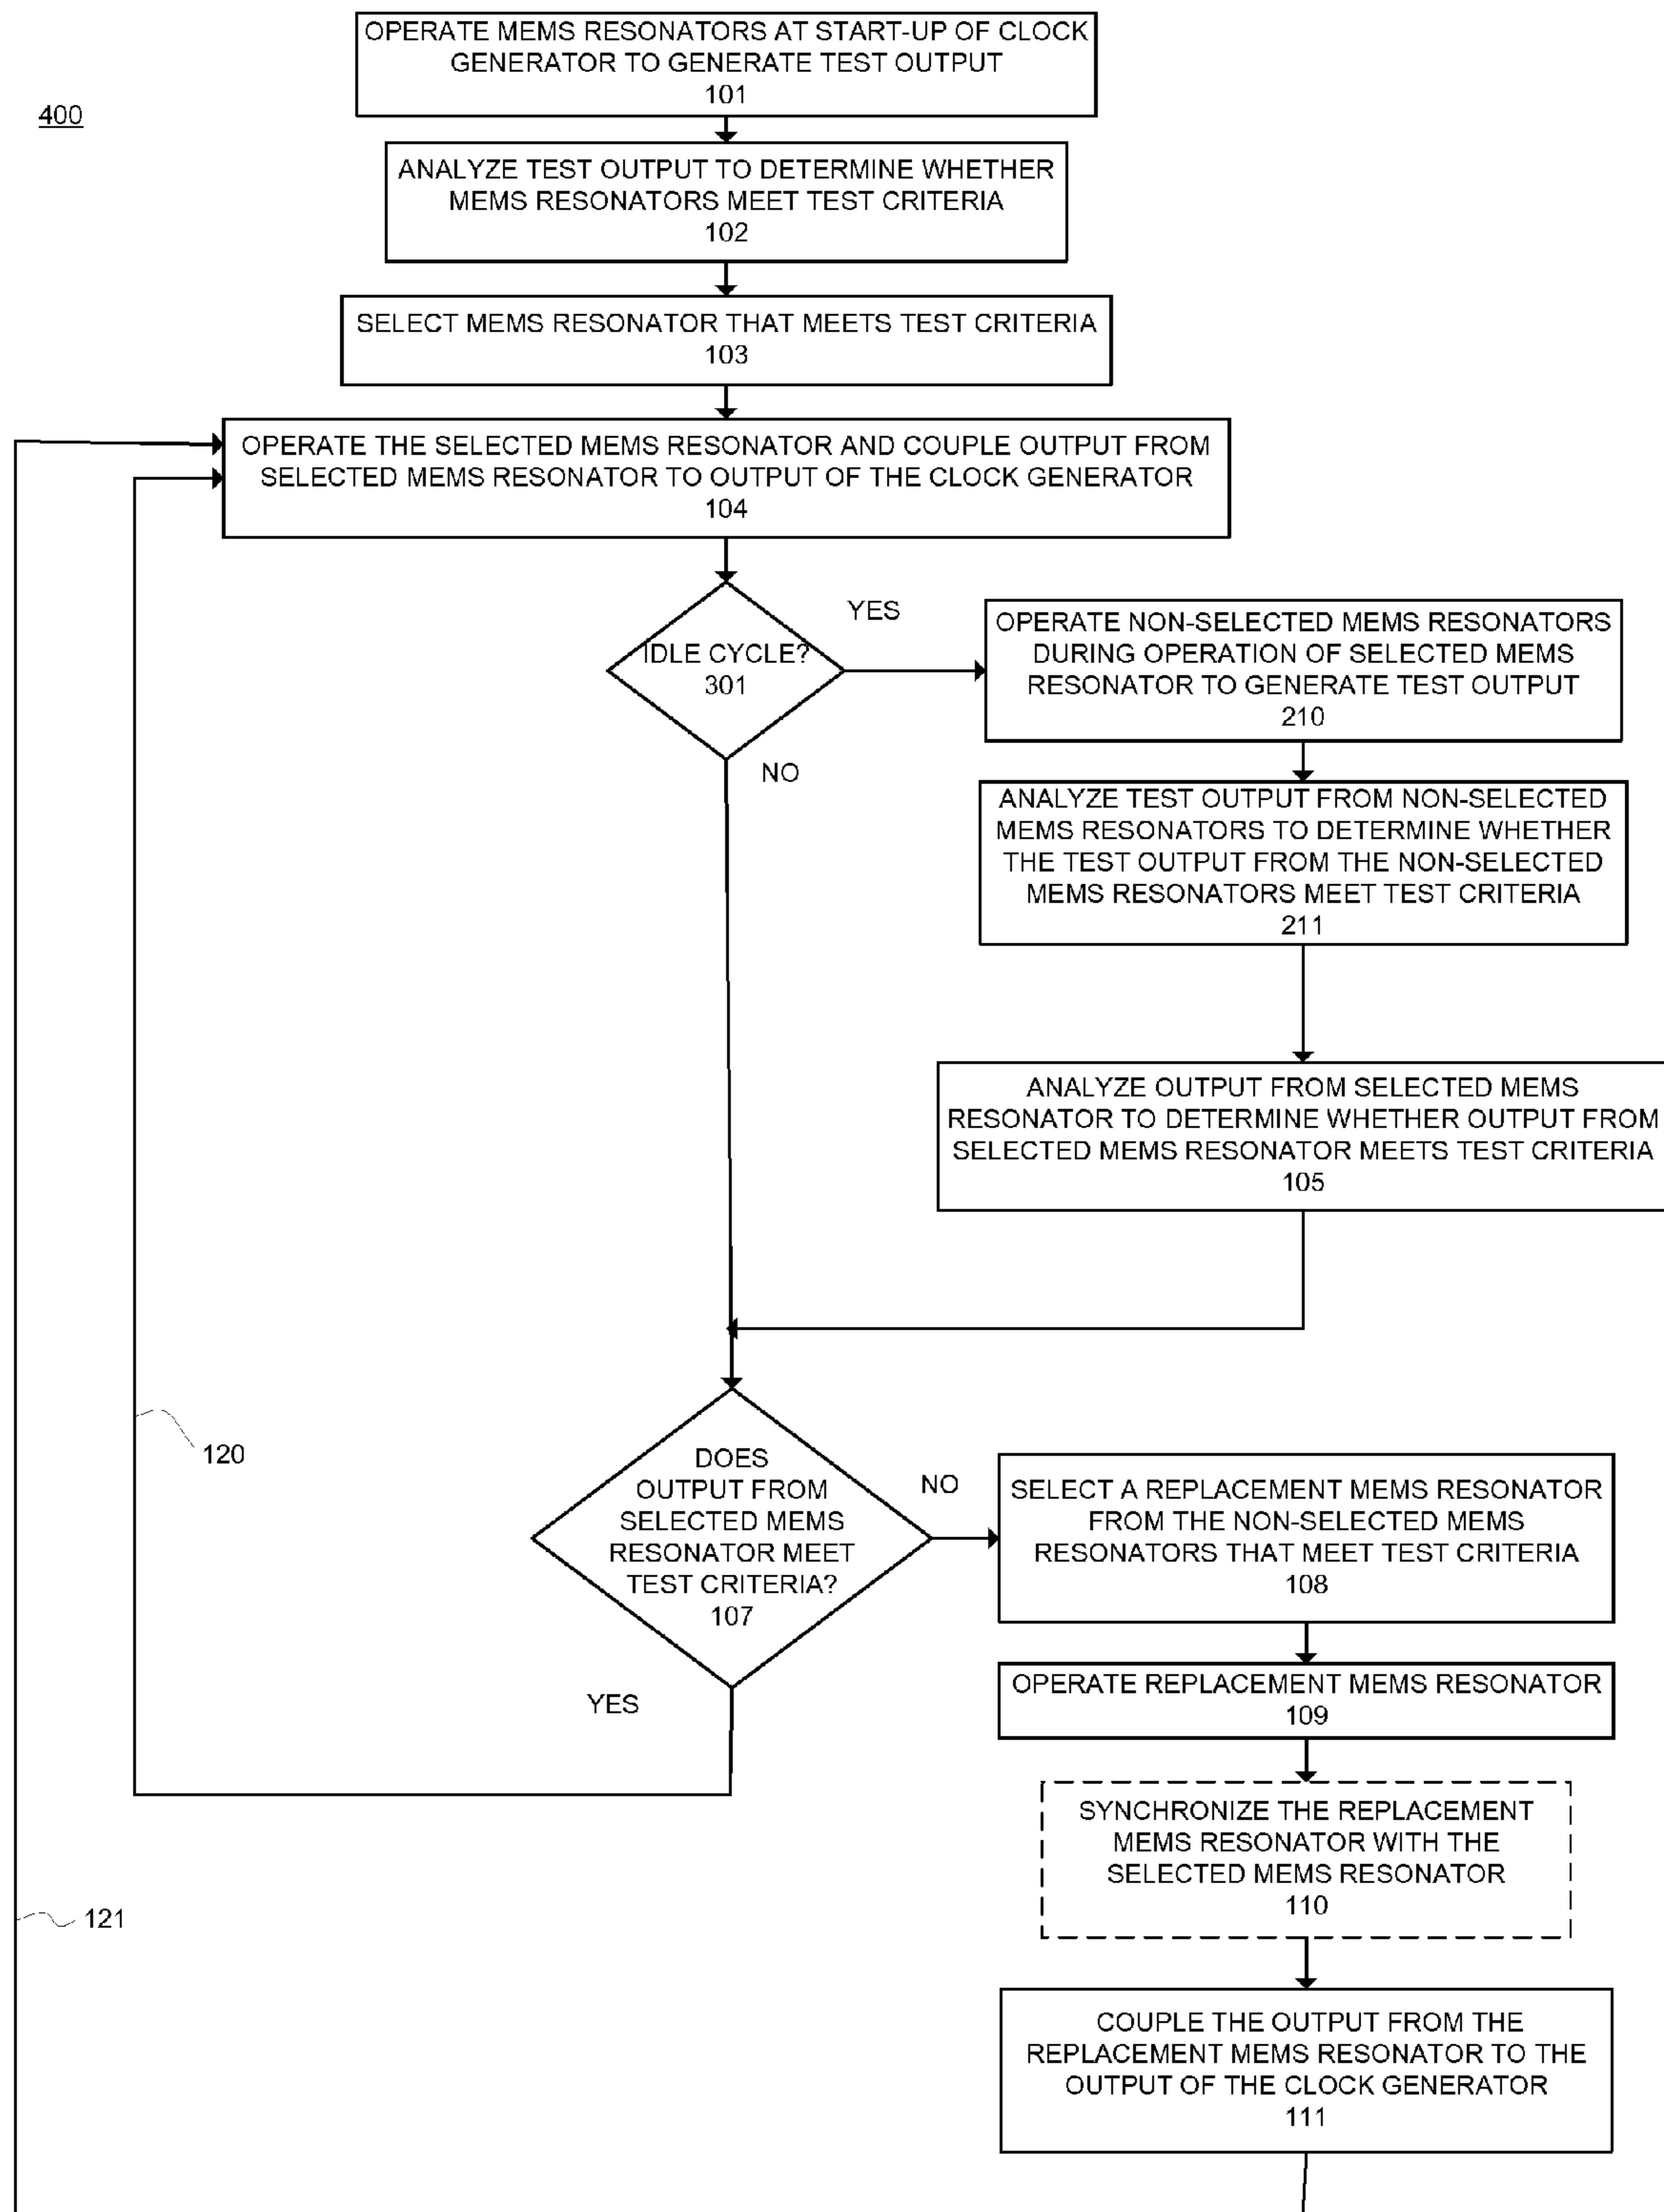 OPERATE MEMS RESONATORS AT START-UP OF CLOCK
GENERATOR TO GENERATE TEST OUTPUT
101
400
ANALYZE TEST OUTPUT TO DETERMINE WHETHER
MEMS RESONATORS MEET TEST CRITERIA
102
SELECT MEMS RESONATOR THAT MEETS TEST CRITERIA
103
OPERATE THE SELECTED MEMS RESONATOR AND COUPLE OUTPUT FROM
SELECTED MEMS RESONATOR TO OUTPUT OF THE CLOCK GENERATOR
104
IDLE CYCLE?
301
YES
NO
OPERATE NON-SELECTED MEMS RESONATORS
DURING OPERATION OF SELECTED MEMS
RESONATOR TO GENERATE TEST OUTPUT
210
ANALYZE TEST OUTPUT FROM NON-SELECTED
MEMS RESONATORS TO DETERMINE WHETHER
THE TEST OUTPUT FROM THE NON-SELECTED
MEMS RESONATORS MEET TEST CRITERIA
211
ANALYZE OUTPUT FROM SELECTED MEMS
RESONATOR TO DETERMINE WHETHER OUTPUT FROM
SELECTED MEMS RESONATOR MEETS TEST CRITERIA
105
120
DOES
OUTPUT FROM
SELECTED MEMS
RESONATOR MEET
TEST CRITERIA?
107
NO
YES
SELECT A REPLACEMENT MEMS RESONATOR
FROM THE NON-SELECTED MEMS
RESONATORS THAT MEET TEST CRITERIA
108
OPERATE REPLACEMENT MEMS RESONATOR
109
SYNCHRONIZE THE REPLACEMENT
MEMS RESONATOR WITH THE
SELECTED MEMS RESONATOR
110
121
COUPLE THE OUTPUT FROM THE
REPLACEMENT MEMS RESONATOR TO THE
OUTPUT OF THE CLOCK GENERATOR
111